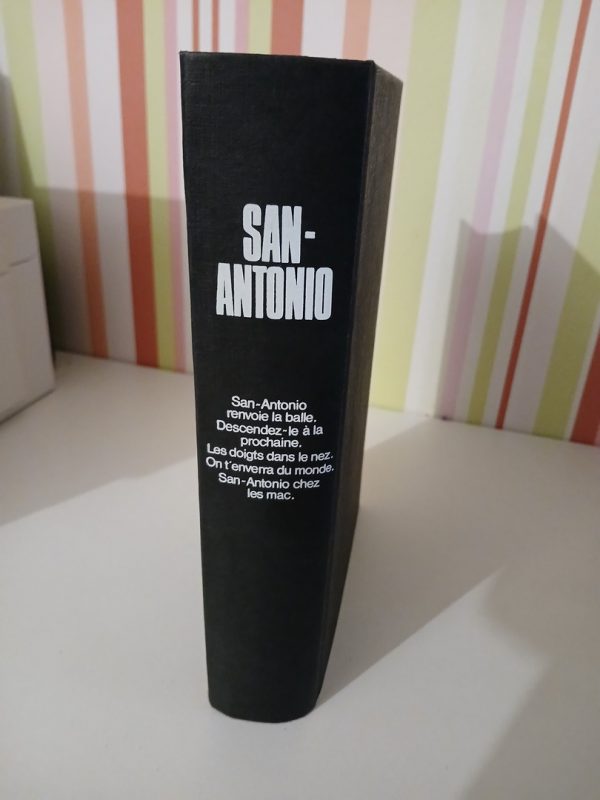 SAN-
ANTONIO
San-Antonio
renvoie la balle.
Descendez-le à la
prochaine.
Les doigts dans le nez.
On t'enverra du monde.
San-Antonio chez
les mac.